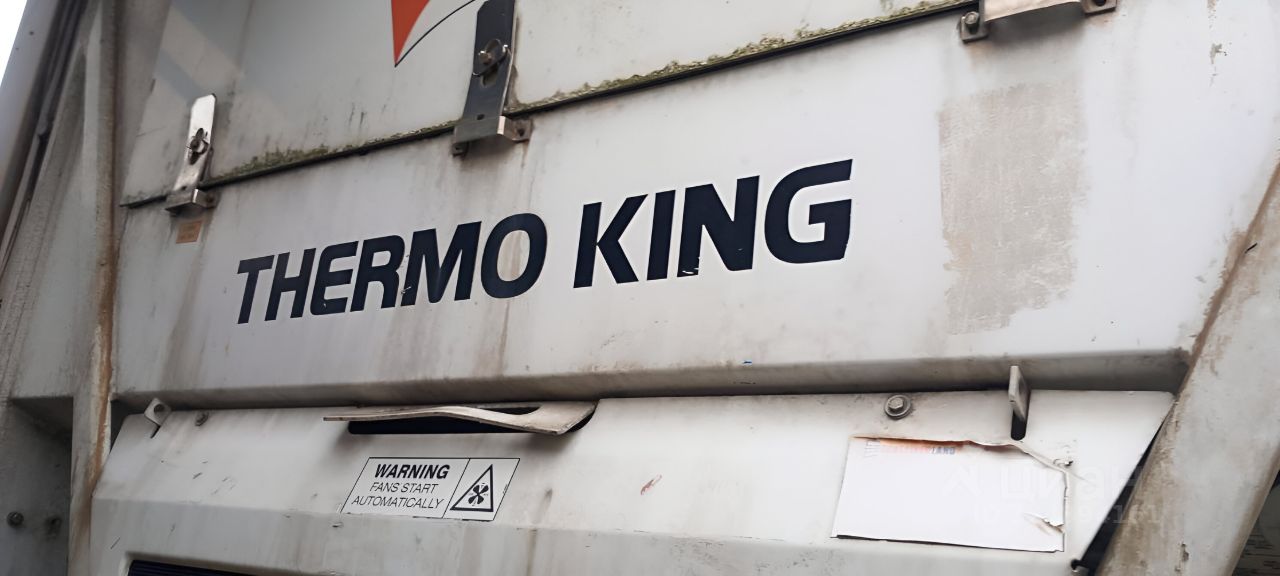 THERMO KING
WARNING
FANS START
AUTOMATICALLY